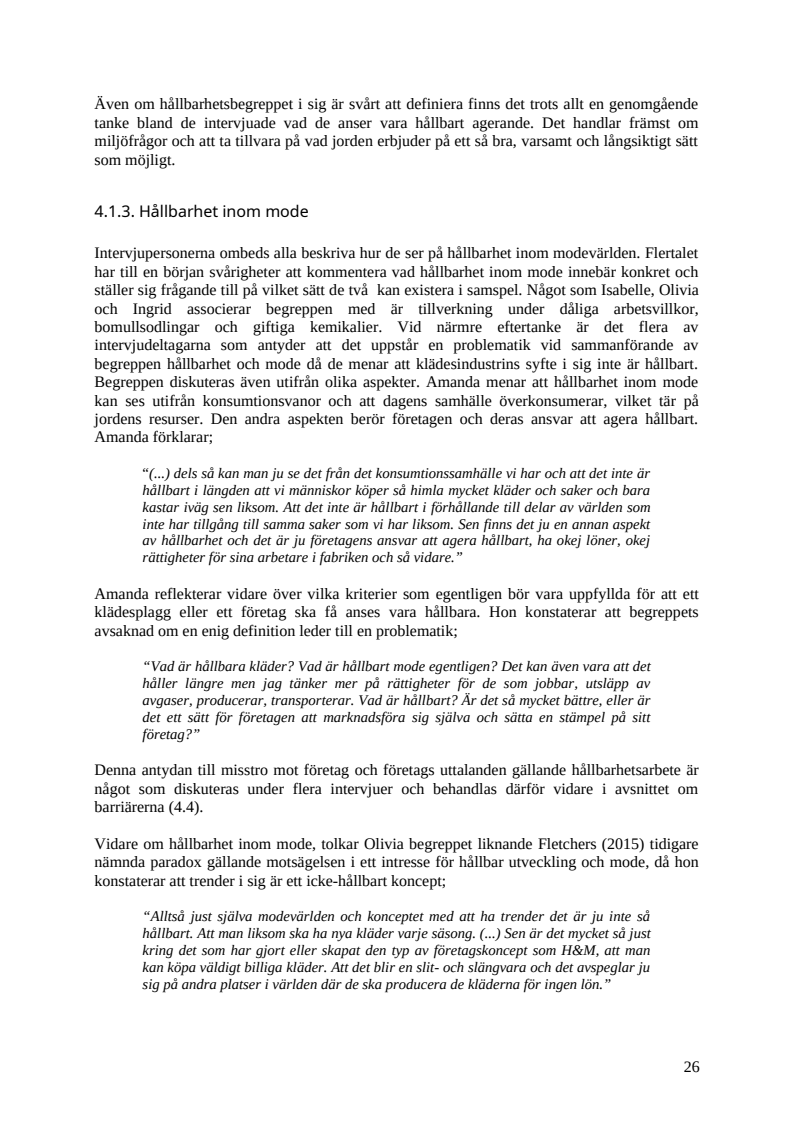 Även om hållbarhetsbegreppet i sig är svårt att definiera finns det trots allt en genomgående
tanke bland de intervjuade vad de anser vara hållbart agerande. Det handlar främst om
miljöfrågor och att ta tillvara på vad jorden erbjuder på ett så bra, varsamt och långsiktigt sätt
som möjligt.
4.1.3. Hållbarhet inom mode
Intervjupersonerna ombeds alla beskriva hur de ser på hållbarhet inom modevärlden. Flertalet
har till en början svårigheter att kommentera vad hållbarhet inom mode innebär konkret och
ställer sig frågande till på vilket sätt de två  kan existera i samspel. Något som Isabelle, Olivia
och Ingrid associerar begreppen med är tillverkning under dåliga arbetsvillkor,
bomullsodlingar och giftiga kemikalier. Vid närmre eftertanke är det flera av
intervjudeltagarna som antyder att det uppstår en problematik vid sammanförande av
begreppen hållbarhet och mode då de menar att klädesindustrins syfte i sig inte är hållbart.
Begreppen diskuteras även utifrån olika aspekter. Amanda menar att hållbarhet inom mode
kan ses utifrån konsumtionsvanor och att dagens samhälle överkonsumerar, vilket tär på
jordens resurser. Den andra aspekten berör företagen och deras ansvar att agera hållbart.
Amanda förklarar;
“(...) dels så kan man ju se det från det konsumtionssamhälle vi har och att det inte är
hållbart i längden att vi människor köper så himla mycket kläder och saker och bara
kastar iväg sen liksom. Att det inte är hållbart i förhållande till delar av världen som
inte har tillgång till samma saker som vi har liksom. Sen finns det ju en annan aspekt
av hållbarhet och det är ju företagens ansvar att agera hållbart, ha okej löner, okej
rättigheter för sina arbetare i fabriken och så vidare.”
Amanda reflekterar vidare över vilka kriterier som egentligen bör vara uppfyllda för att ett
klädesplagg eller ett företag ska få anses vara hållbara. Hon konstaterar att begreppets
avsaknad om en enig definition leder till en problematik;
“Vad är hållbara kläder? Vad är hållbart mode egentligen? Det kan även vara att det
håller längre men jag tänker mer på rättigheter för de som jobbar, utsläpp av
avgaser, producerar, transporterar. Vad är hållbart? Är det så mycket bättre, eller är
det ett sätt för företagen att marknadsföra sig själva och sätta en stämpel på sitt
företag?”
Denna antydan till misstro mot företag och företags uttalanden gällande hållbarhetsarbete är
något som diskuteras under flera intervjuer och behandlas därför vidare i avsnittet om
barriärerna (4.4).
Vidare om hållbarhet inom mode, tolkar Olivia begreppet liknande Fletchers (2015) tidigare
nämnda paradox gällande motsägelsen i ett intresse för hållbar utveckling och mode, då hon
konstaterar att trender i sig är ett icke-hållbart koncept;
“Alltså just själva modevärlden och konceptet med att ha trender det är ju inte så
hållbart. Att man liksom ska ha nya kläder varje säsong. (...) Sen är det mycket så just
kring det som har gjort eller skapat den typ av företagskoncept som H&M, att man
kan köpa väldigt billiga kläder. Att det blir en slit- och slängvara och det avspeglar ju
sig på andra platser i världen där de ska producera de kläderna för ingen lön.”
26